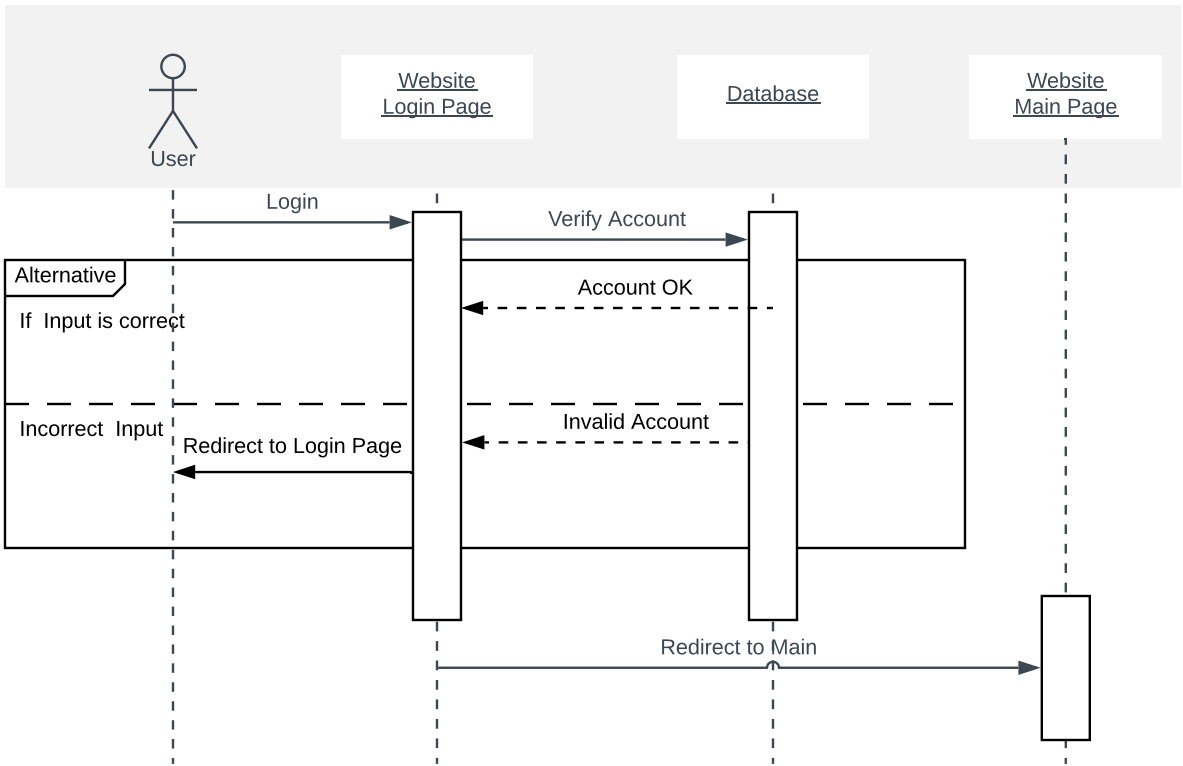 User
Website
Login Page
Database
Website
Main Page
Login
Verify Account
Alternative
Account OK
If  Input is correct
Invalid Account
Incorrect  Input
Redirect to Login Page
Redirect to Main